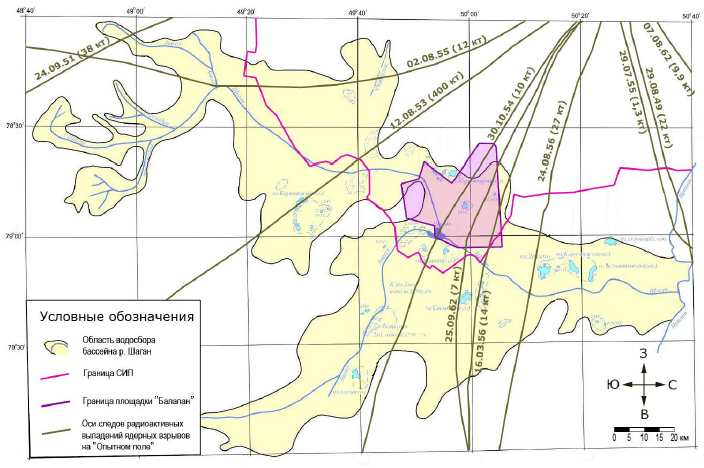 49°20'
49°40'
50°00'
50°20'
50°40'
24.09.51 (38 кт)
02.08.55 (12 кт)
12.08.53 (400 кт)
30.10.54 (10 кт)
24.08.56 (27 кт)
29.07.55 (1,3 кт)
29.08.49 (22 кт)
07.08.62 (9,9 кт)
78°30'
79°00'
79°30'
25.09.62 (7 кт)
16.03.56 (14 кт)
Условные обозначения
Область водосбора
бассейна р. Шаган
Граница СИП
Граница площадки "Балапан"
Оси следов радиоактивных
выпадений ядерных взрывов
на "Опытном поле"
З
Ю С
В
0 5 10 15 20 км